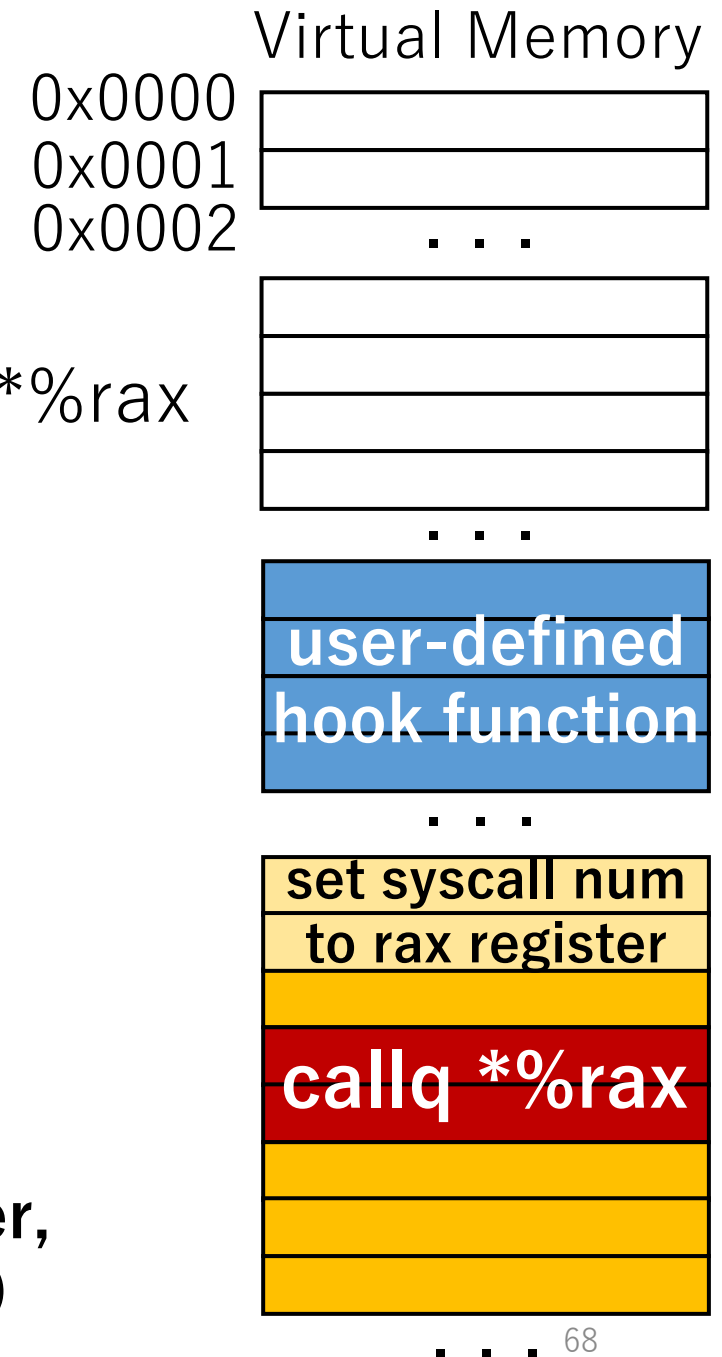 Virtual Memory
0x0000
0x0001
0x0002
. . .
*%rax
. . .
user-defined
hook function
. . .
set syscall num
to rax register
callq *%rax
er,
)
. . .
68